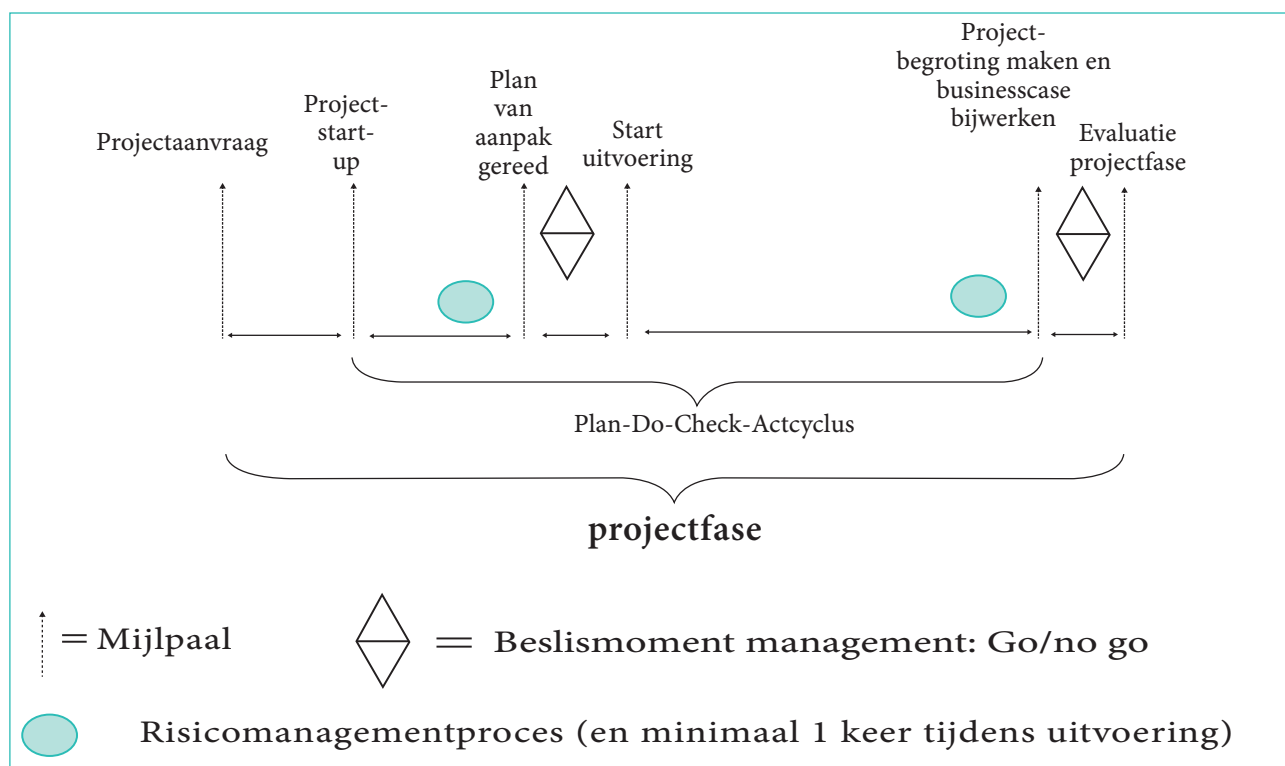 Projectaanvraag
Project-
start-
up
Plan
van
aanpak
gereed
Start
uitvoering
Project-
begroting maken en
businesscase
bijwerken
Evaluatie
projectfase
Plan-Do-Check-Actcyclus
projectfase
= Mijlpaal
= Beslismoment management: Go/no go
Risicomanagementproces (en minimaal 1 keer tijdens uitvoering)